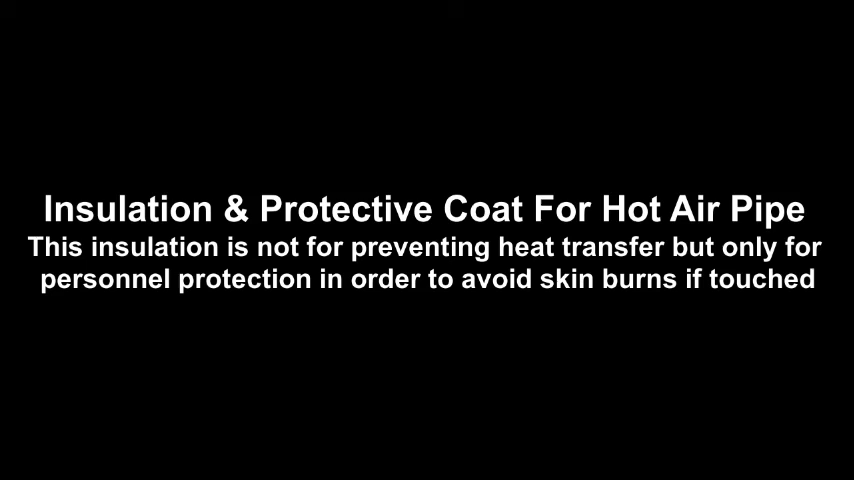 Insulation & Protective Coat For Hot Air Pipe
This insulation is not for preventing heat transfer but only for
personnel protection in order to avoid skin burns if touched